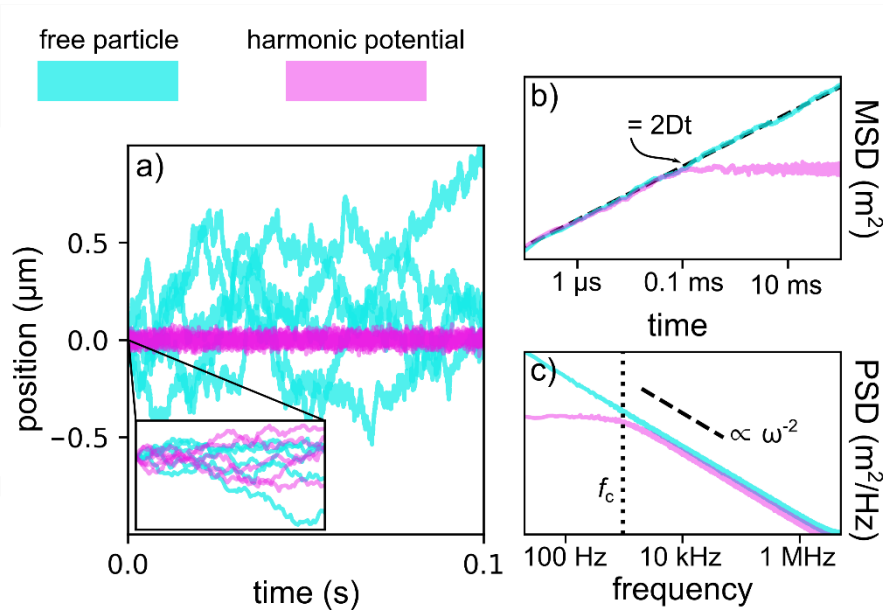 free particle
harmonic potential
a)
0.5
0.0
−0.5
position (μm)
0.0
0.1
time (s)
b)
= 2Dt
MSD (m²)
1 μs
0.1 ms
10 ms
time
c)
∝ ω⁻²
f_c
PSD (m²/Hz)
100 Hz
10 kHz
1 MHz
frequency